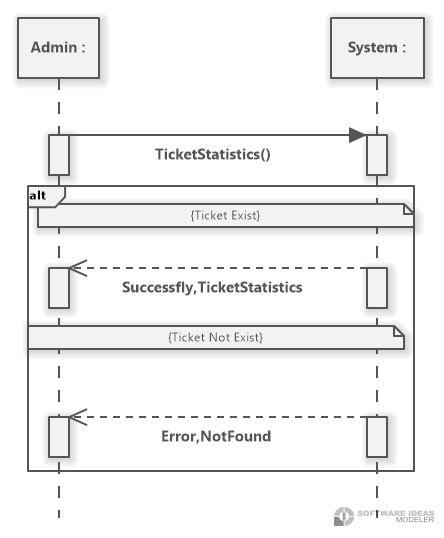 Admin :
System :
TicketStatistics()
alt
{Ticket Exist}
Successfly,TicketStatistics
{Ticket Not Exist}
Error,NotFound
SOFTWARE IDEAS
MODELER